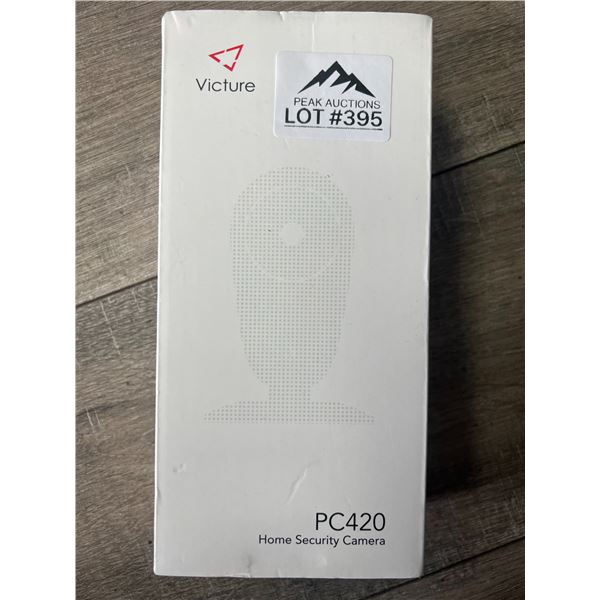 Victure
PEAK AUCTIONS
LOT #395
PC420
Home Security Camera